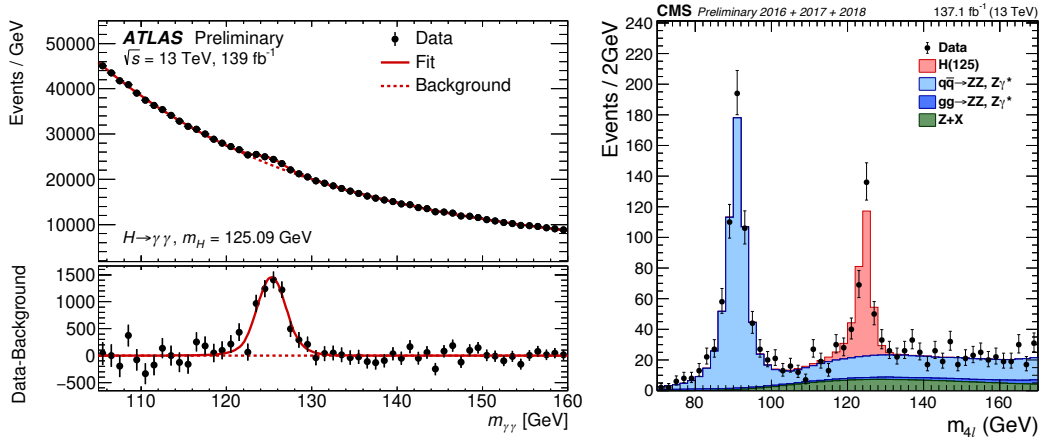 ATLAS Preliminary
√s = 13 TeV, 139 fb⁻¹
Data
Fit
Background
Events / GeV
50000
40000
30000
20000
10000
H→γγ, m_H = 125.09 GeV
Data-Background
1500
1000
500
0
−500
110 120 130 140 150 160
m_γγ [GeV]
CMS Preliminary 2016 + 2017 + 2018 137.1 fb⁻¹ (13 TeV)
Events / 2GeV
240
220
200
180
160
140
120
100
80
60
40
20
0
Data
H(125)
qq̄→ZZ, Zγ*
gg→ZZ, Zγ*
Z+X
80 100 120 140 160
m_4l (GeV)